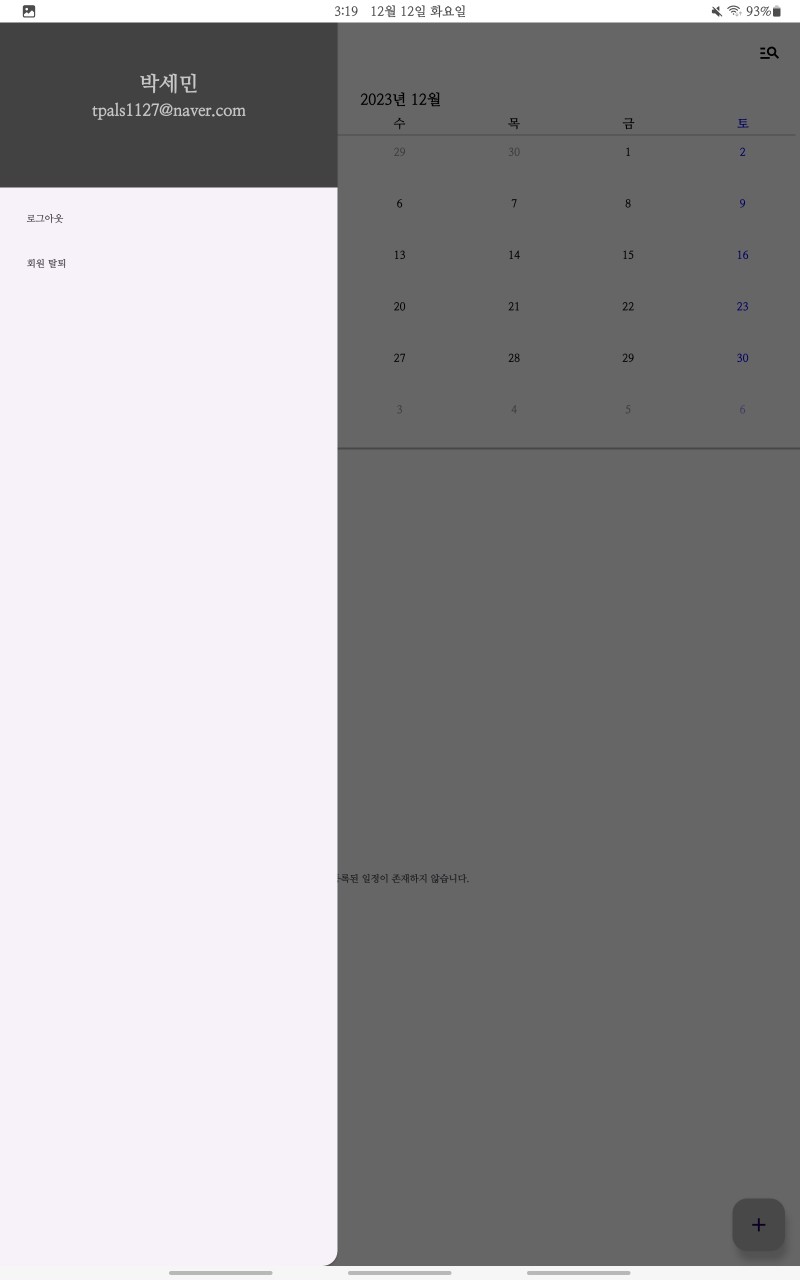 3:19 12월 12일 화요일 93%
박세민
tpals1127@naver.com
로그아웃
회원 탈퇴
2023년 12월
수 목 금 토
29 30 1 2
6 7 8 9
13 14 15 16
20 21 22 23
27 28 29 30
3 4 5 6
록된 일정이 존재하지 않습니다.
+